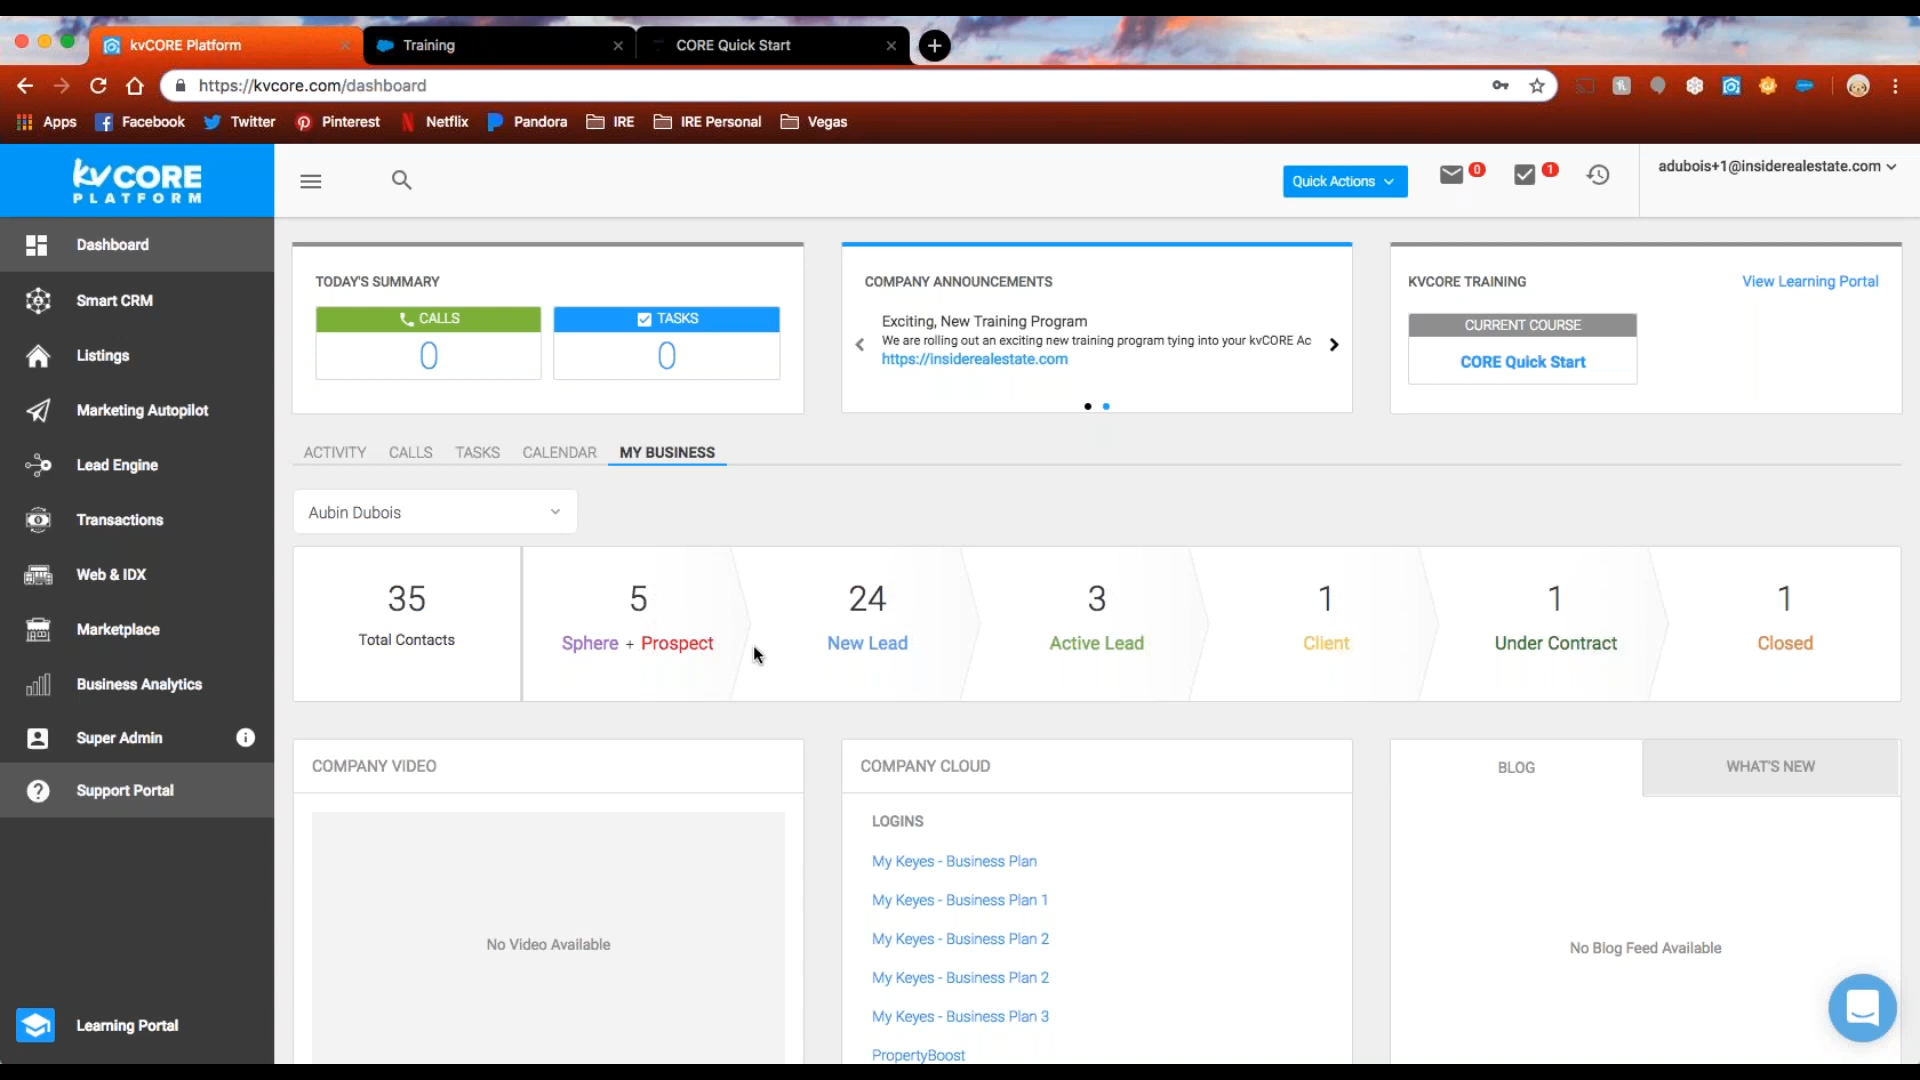 kvCORE Platform
Training
CORE Quick Start
https://kvcore.com/dashboard
Apps
Facebook
Twitter
Pinterest
Netflix
Pandora
IRE
IRE Personal
Vegas
kvCORE
PLATFORM
Quick Actions
0
1
adubois+1@insiderealestate.com
Dashboard
Smart CRM
Listings
Marketing Autopilot
Lead Engine
Transactions
Web & IDX
Marketplace
Business Analytics
Super Admin
Support Portal
Learning Portal
TODAY'S SUMMARY
CALLS
0
TASKS
0
COMPANY ANNOUNCEMENTS
Exciting, New Training Program
We are rolling out an exciting new training program tying into your kvCORE Ac
https://insiderealestate.com
KVCORE TRAINING
View Learning Portal
CURRENT COURSE
CORE Quick Start
ACTIVITY
CALLS
TASKS
CALENDAR
MY BUSINESS
Aubin Dubois
35
Total Contacts
5
Sphere + Prospect
24
New Lead
3
Active Lead
1
Client
1
Under Contract
1
Closed
COMPANY VIDEO
No Video Available
COMPANY CLOUD
LOGINS
My Keyes - Business Plan
My Keyes - Business Plan 1
My Keyes - Business Plan 2
My Keyes - Business Plan 2
My Keyes - Business Plan 3
PropertyBoost
BLOG
WHAT'S NEW
No Blog Feed Available